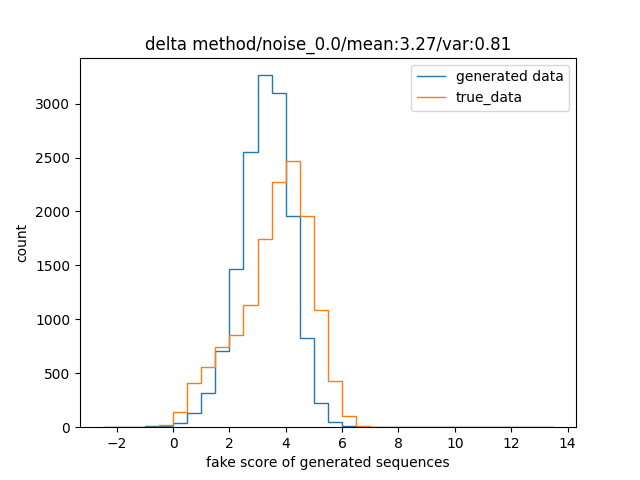 delta method/noise_0.0/mean:3.27/var:0.81
generated data
true_data
count
3000
2500
2000
1500
1000
500
0
−2 0 2 4 6 8 10 12 14
fake score of generated sequences